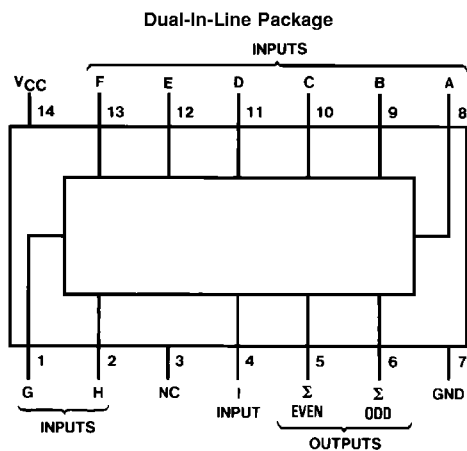 Dual-In-Line Package
INPUTS
VCC F E D C B A
14 13 12 11 10 9 8
1 2 3 4 5 6 7
G H NC I Σ Σ GND
INPUT EVEN ODD
INPUTS OUTPUTS